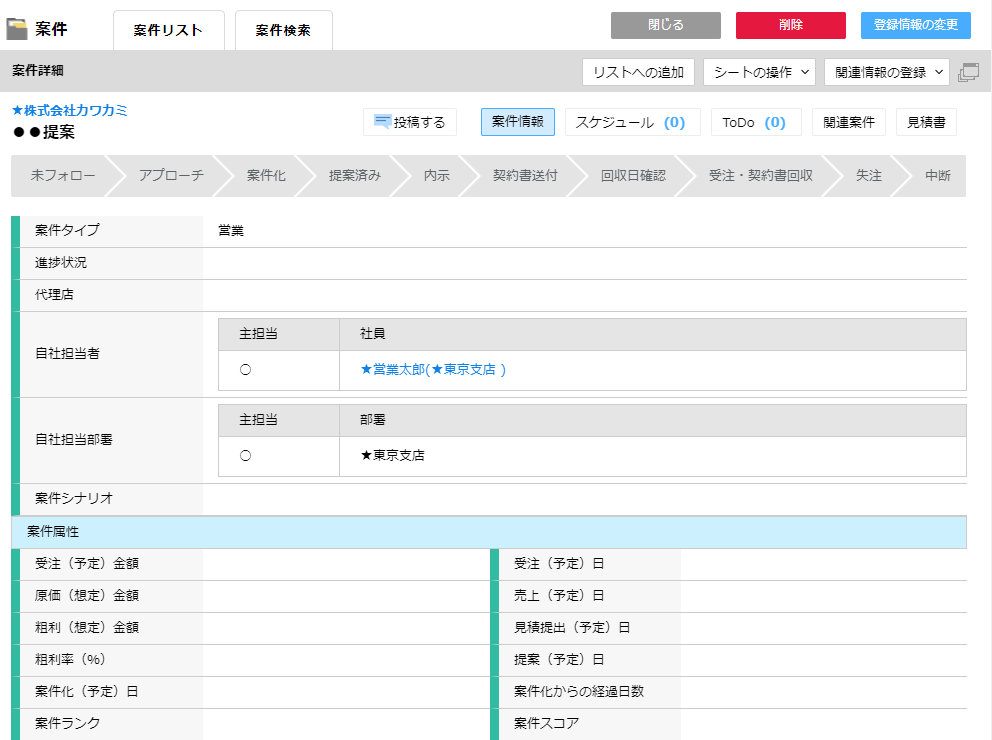 案件 案件リスト 案件検索 閉じる 削除 登録情報の変更
案件詳細 リストへの追加 シートの操作 関連情報の登録
★株式会社カワカミ
●●提案 投稿する 案件情報 スケジュール (0) ToDo (0) 関連案件 見積書
未フォロー アプローチ 案件化 提案済み 内示 契約書送付 回収日確認 受注・契約書回収 失注 中断
案件タイプ 営業
進捗状況
代理店
自社担当者
主担当 社員
〇 ★営業太郎(★東京支店 )
自社担当部署
主担当 部署
〇 ★東京支店
案件シナリオ
案件属性
受注（予定）金額 受注（予定）日
原価（想定）金額 売上（予定）日
粗利（想定）金額 見積提出（予定）日
粗利率（%） 提案（予定）日
案件化（予定）日 案件化からの経過日数
案件ランク 案件スコア